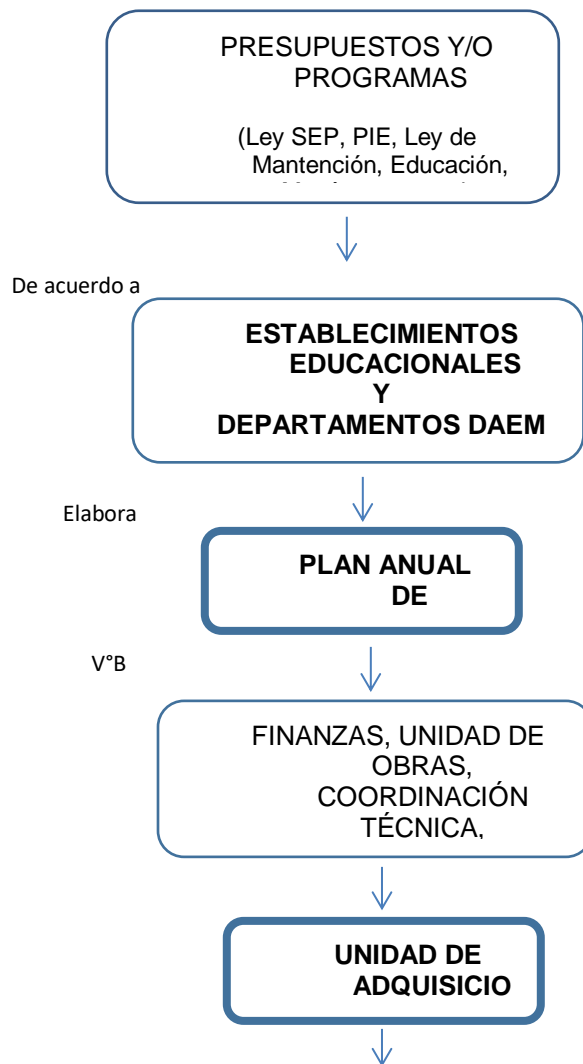 PRESUPUESTOS Y/O
PROGRAMAS
(Ley SEP, PIE, Ley de
Mantención, Educación,
De acuerdo a
ESTABLECIMIENTOS
EDUCACIONALES
Y
DEPARTAMENTOS DAEM
Elabora
PLAN ANUAL
DE
V°B
FINANZAS, UNIDAD DE
OBRAS,
COORDINACIÓN
TÉCNICA,
UNIDAD DE
ADQUISICIO